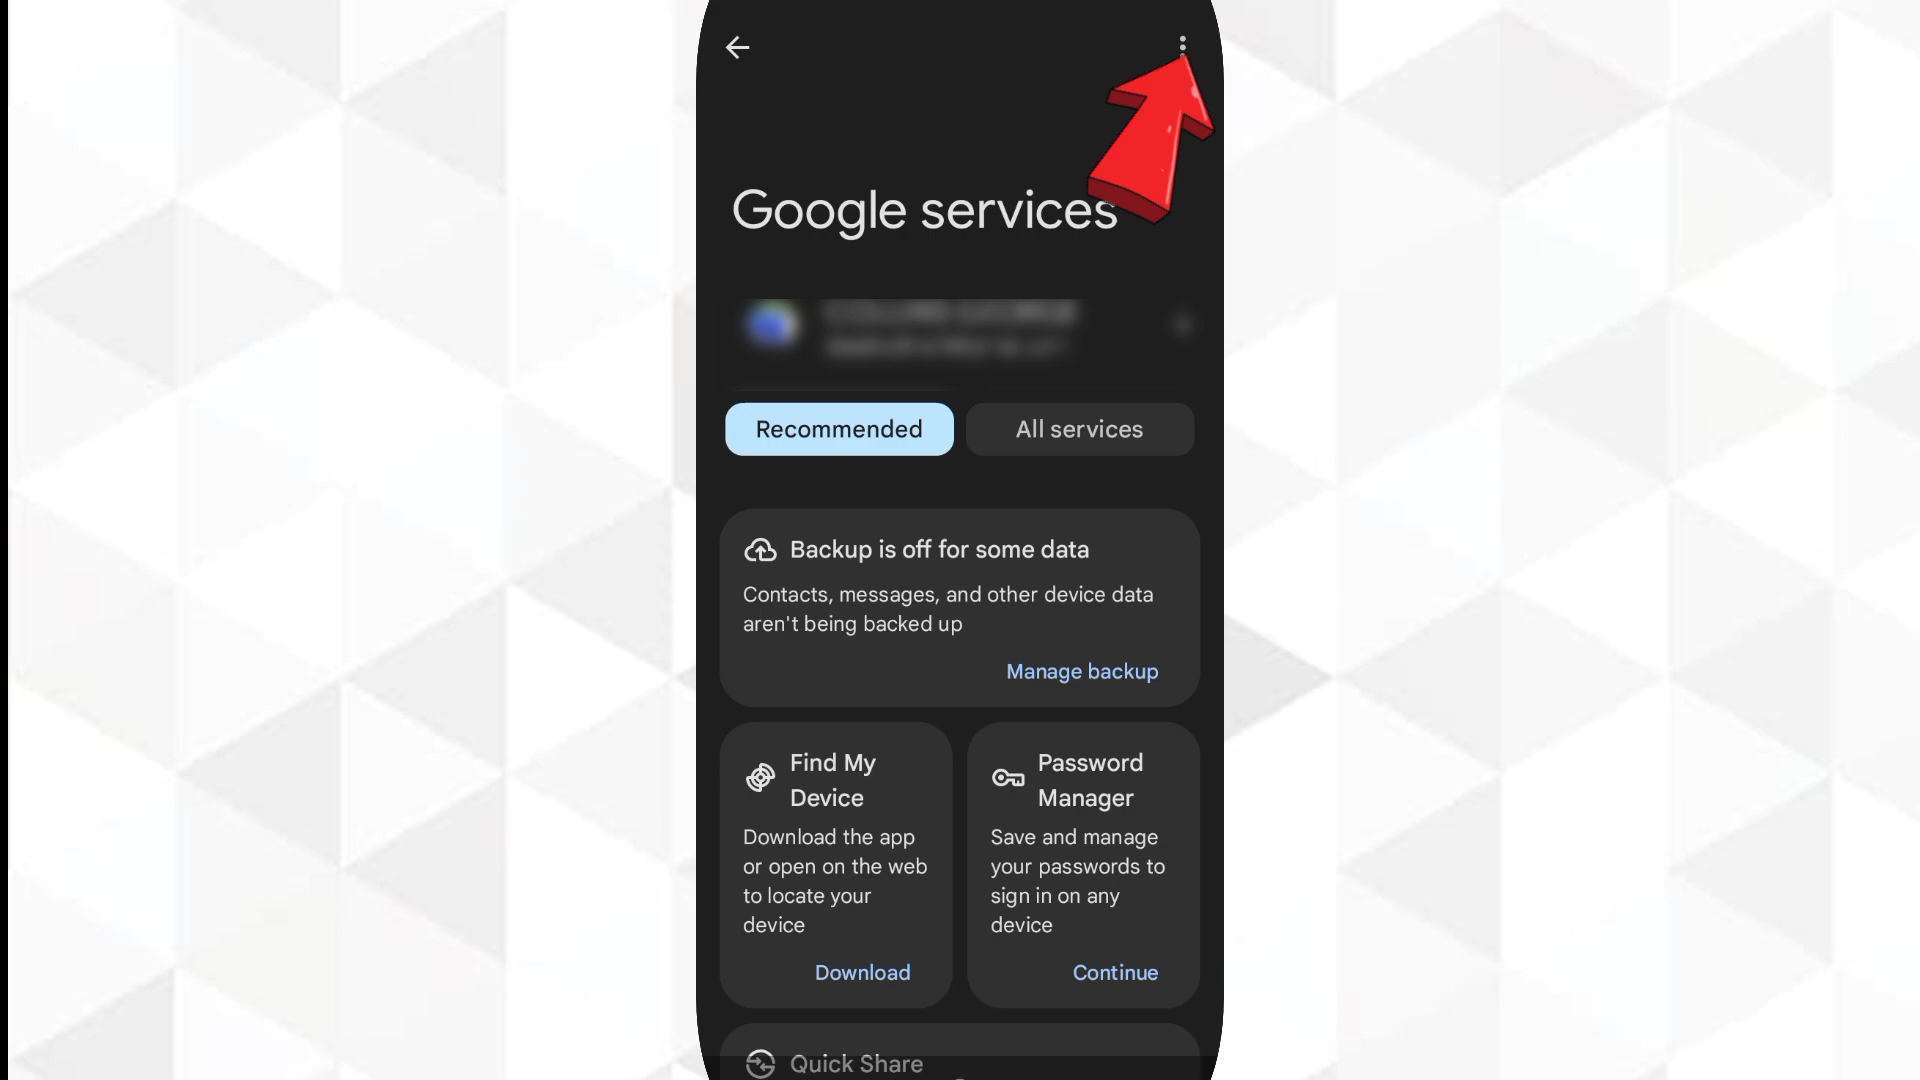 Google services
Recommended
All services
Backup is off for some data
Contacts, messages, and other device data
aren't being backed up
Manage backup
Find My
Device
Download the app
or open on the web
to locate your
device
Download
Password
Manager
Save and manage
your passwords to
sign in on any
device
Continue
Quick Share